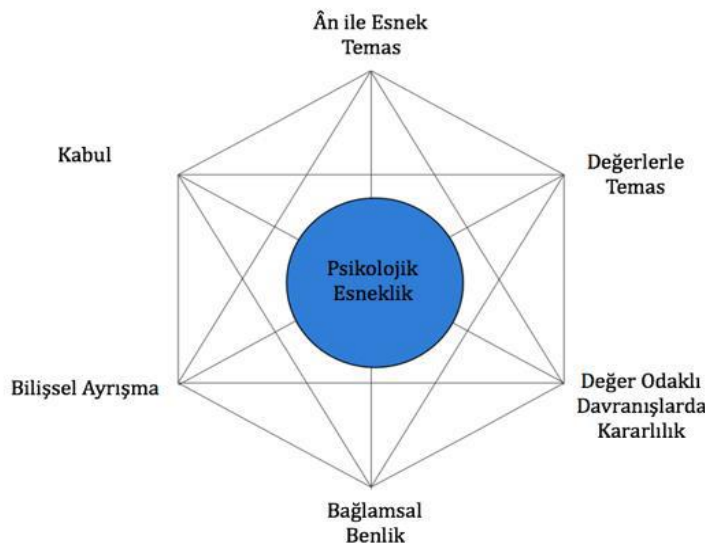 Ân ile Esnek
Temas
Kabul
Değerlerle
Temas
Psikolojik
Esneklik
Bilişsel Ayrışma
Değer Odaklı
Davranışlarda
Kararlılık
Bağlamsal
Benlik